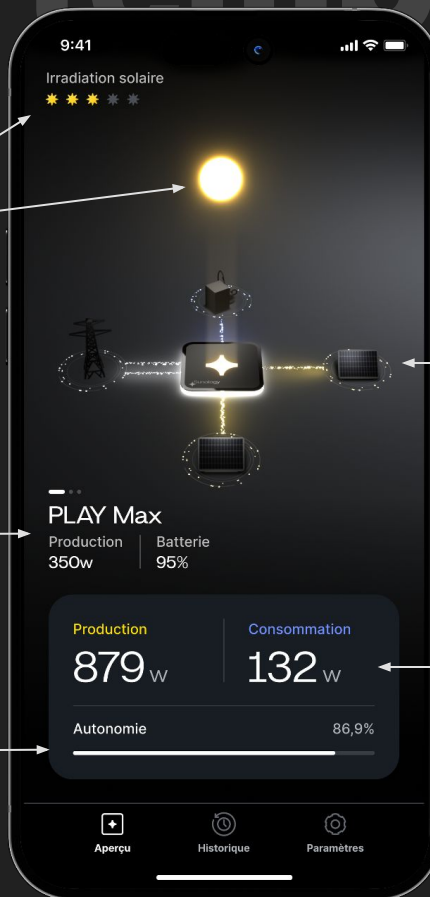 9:41
Irradiation solaire
PLAY Max
Production Batterie
350w 95%
Production Consommation
879 w 132 w
Autonomie 86,9%
Aperçu Historique Paramètres